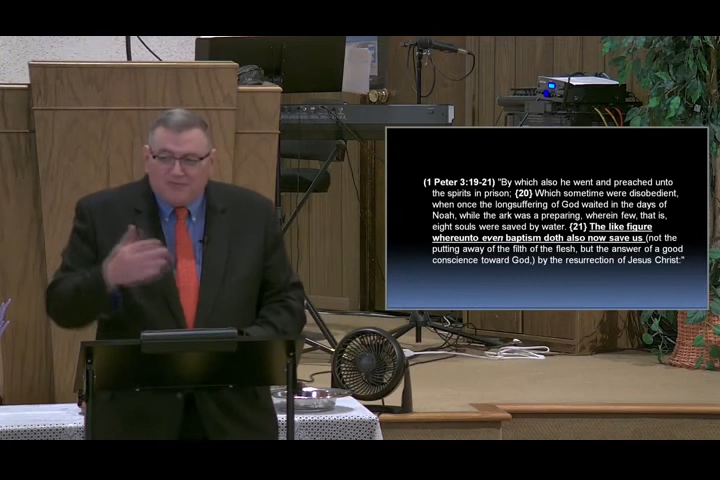 (1 Peter 3:19-21) "By which also he went and preached unto
the spirits in prison; {20} Which sometime were disobedient,
when once the longsuffering of God waited in the days of
Noah, while the ark was a preparing, wherein few, that is,
eight souls were saved by water. {21} The like figure
whereunto even baptism doth also now save us (not the
putting away of the filth of the flesh, but the answer of a good
conscience toward God,) by the resurrection of Jesus Christ:"